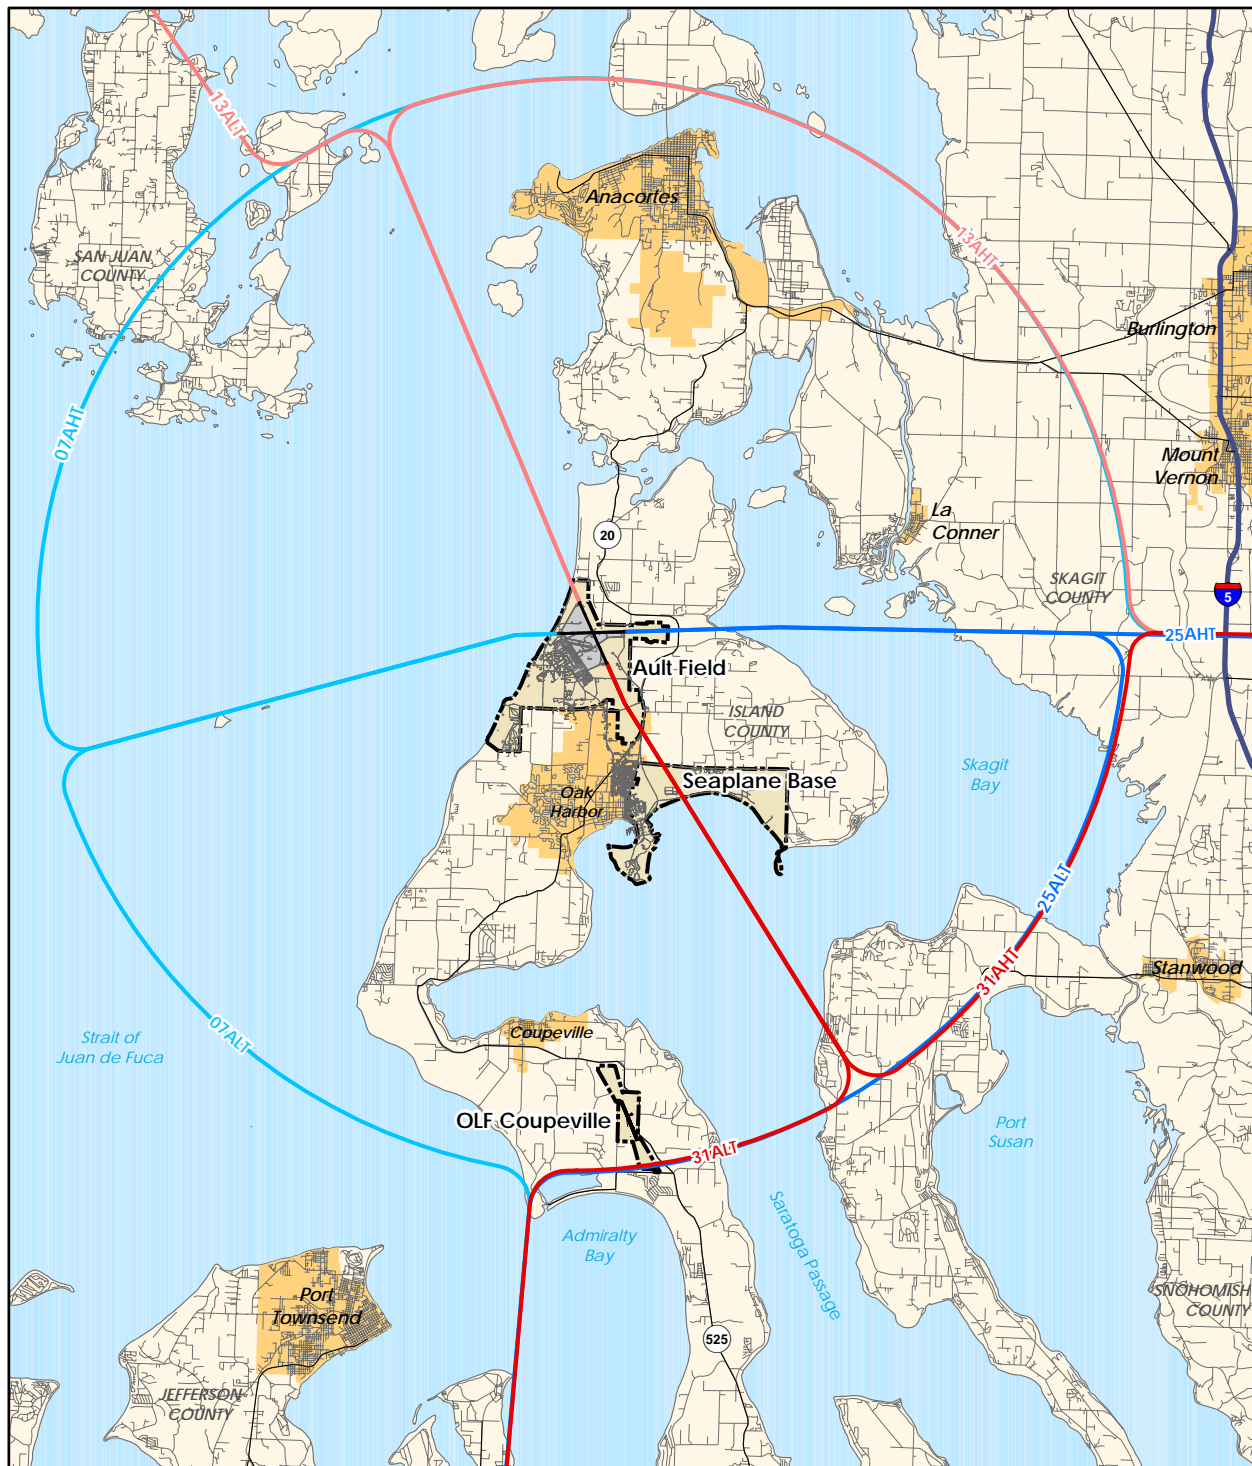 13ALT
Anacortes
13AHT
SAN JUAN
COUNTY
Burlington
07AHT
Mount
Vernon
La
Conner
20
SKAGIT
COUNTY
5
25AHT
Ault Field
ISLAND
COUNTY
Skagit
Bay
Seaplane Base
Oak
Harbor
25ALT
Stanwood
31AHT
07ALT
Coupeville
Strait of
Juan de Fuca
OLF Coupeville
Port
Susan
31ALT
Saratoga Passage
Admiralty
Bay
Port
Townsend
SNOHOMISH
COUNTY
525
JEFFERSON
COUNTY